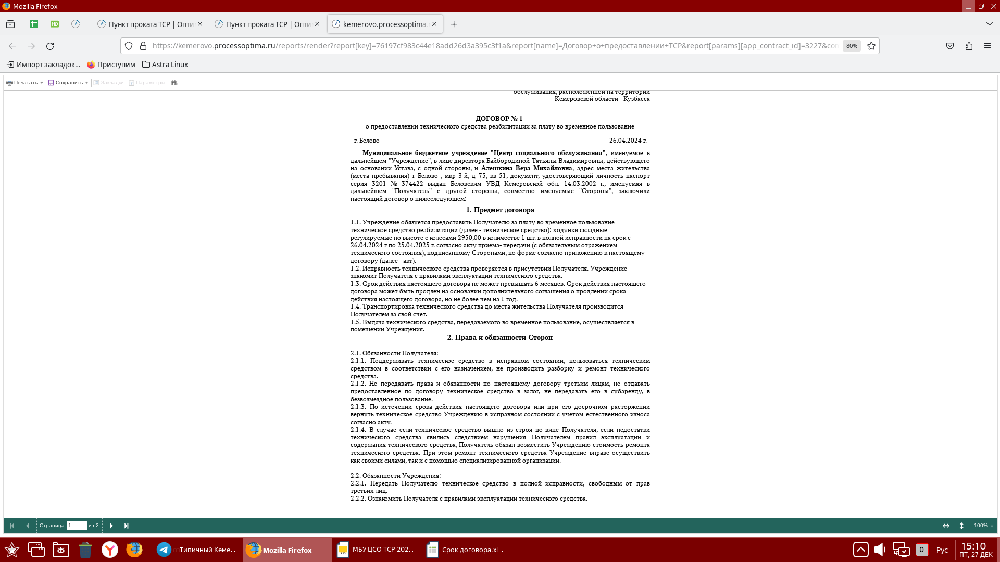 Mozilla Firefox
Пункт проката ТСР | Опти
Пункт проката ТСР | Опти
kemerovo.processoptima.
https://kemerovo.processoptima.ru/reports/render?report[key]=76197cf983c44e18add26d3a395c3f1a&report[name]=Договор+о+предоставлении+ТСР&report[params][app_contract_id]=3227&con
80%
Импорт закладок...
Приступим
Astra Linux
Печатать
Сохранить
Закладки
Параметры
обслуживания, расположенной на территории
Кемеровской области - Кузбасса
ДОГОВОР № 1
о предоставлении технического средства реабилитации за плату во временное пользование
г. Белово 26.04.2024 г.
Муниципальное бюджетное учреждение "Центр социального обслуживания", именуемое в
дальнейшем "Учреждение", в лице директора Байбородиной Татьяны Владимировны, действующего
на основании Устава, с одной стороны, и Алешкина Вера Михайловна, адрес места жительства
(места пребывания) г Белово , мкр 3-й, д 75, кв 51, документ, удостоверяющий личность паспорт
серия 3201 № 374422 выдан Беловским УВД Кемеровской обл. 14.03.2002 г., именуемая в
дальнейшем "Получатель" с другой стороны, совместно именуемые "Стороны", заключили
настоящий договор о нижеследующем:
1. Предмет договора
1.1. Учреждение обязуется предоставить Получателю за плату во временное пользование
техническое средство реабилитации (далее - техническое средство): ходунки складные
регулируемые по высоте с колесами 2950,00 в количестве 1 шт. в полной исправности на срок с
26.04.2024 г по 25.04.2025 г. согласно акту приема- передачи (с обязательным отражением
технического состояния), подписанному Сторонами, по форме согласно приложению к настоящему
договору (далее - акт).
1.2. Исправность технического средства проверяется в присутствии Получателя. Учреждение
знакомит Получателя с правилами эксплуатации технического средства.
1.3. Срок действия настоящего договора не может превышать 6 месяцев. Срок действия настоящего
договора может быть продлен на основании дополнительного соглашения о продлении срока
действия настоящего договора, но не более чем на 1 год.
1.4. Транспортировка технического средства до места жительства Получателя производится
Получателем за свой счет.
1.5. Выдача технического средства, передаваемого во временное пользование, осуществляется в
помещении Учреждения.
2. Права и обязанности Сторон
2.1. Обязанности Получателя:
2.1.1. Поддерживать техническое средство в исправном состоянии, пользоваться техническим
средством в соответствии с его назначением, не производить разборку и ремонт технического
средства.
2.1.2. Не передавать права и обязанности по настоящему договору третьим лицам, не отдавать
предоставленное по договору техническое средство в залог, не передавать его в субаренду, в
безвозмездное пользование.
2.1.3. По истечении срока действия настоящего договора или при его досрочном расторжении
вернуть техническое средство Учреждению в исправном состоянии с учетом естественного износа
согласно акту.
2.1.4. В случае если техническое средство вышло из строя по вине Получателя, если недостатки
технического средства явились следствием нарушения Получателем правил эксплуатации и
содержания технического средства, Получатель обязан возместить Учреждению стоимость ремонта
технического средства. При этом ремонт технического средства Учреждение вправе осуществить
как своими силами, так и с помощью специализированной организации.
2.2. Обязанности Учреждения:
2.2.1. Передать Получателю техническое средство в полной исправности, свободным от прав
третьих лиц.
2.2.2. Ознакомить Получателя с правилами эксплуатации технического средства.
Страница 1 из 2
100%
Типичный Кеме...
Mozilla Firefox
МБУ ЦСО ТСР 202...
Срок договора.xl...
0
Рус
15:10
ПТ, 27 ДЕК